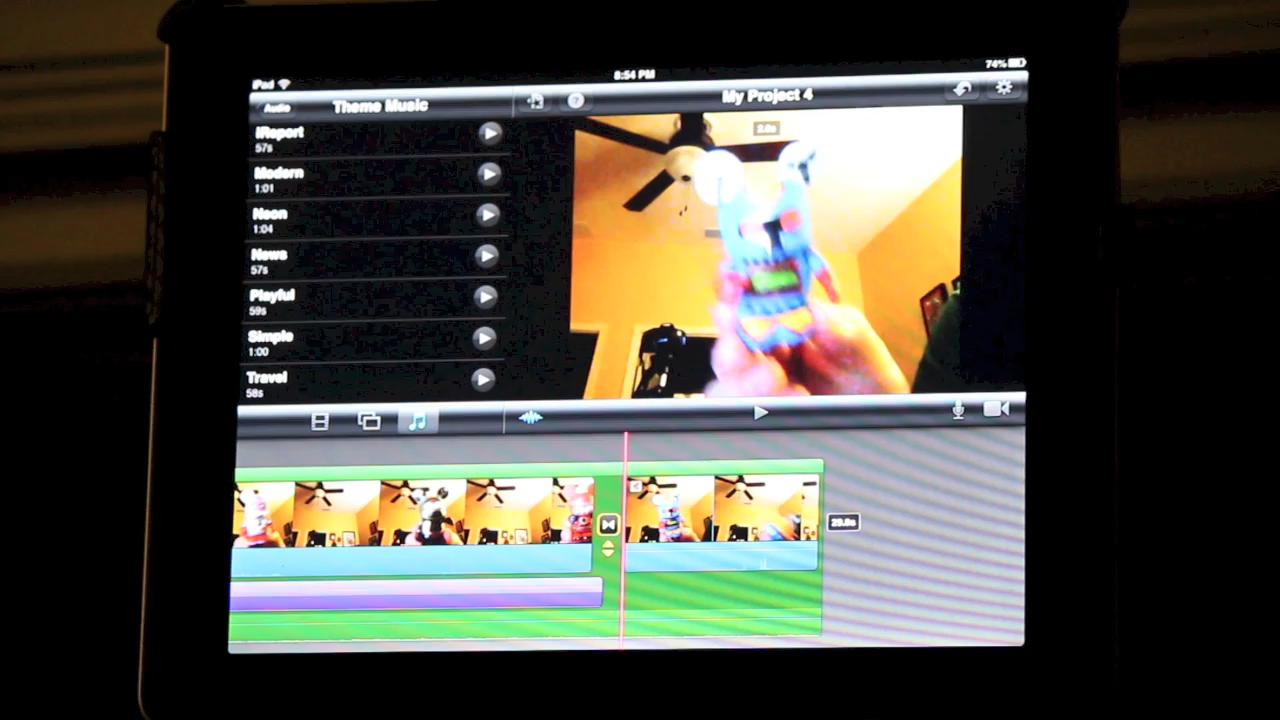 iPad
8:54 PM
74%
Audio
Theme Music
?
My Project 4
iReport
57s
Modern
1:01
Neon
1:04
News
57s
Playful
59s
Simple
1:00
Travel
58s
2.0s
29.8s